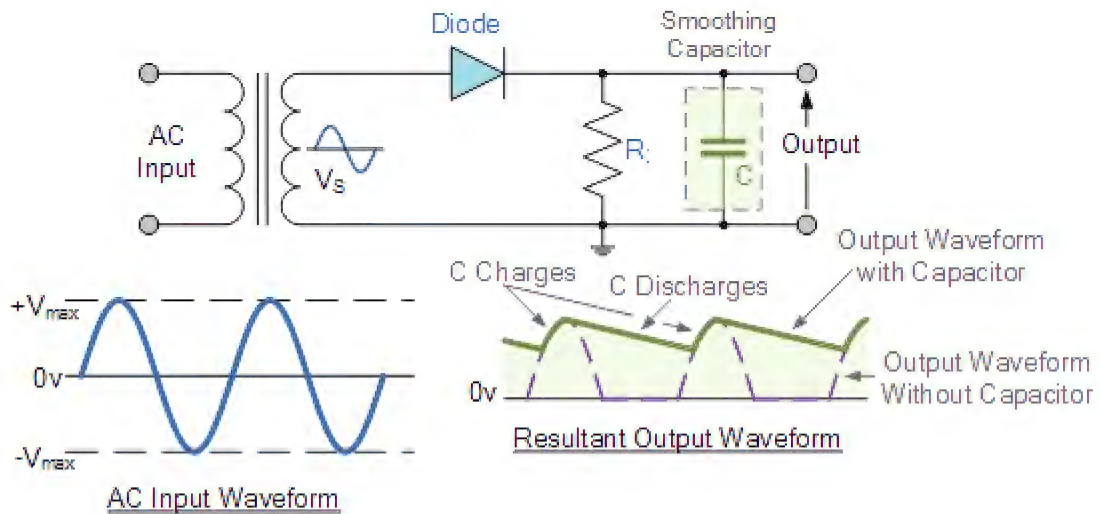 Diode
Smoothing
Capacitor
AC
Input
VS
R
C
Output
Output Waveform
with Capacitor
C Charges
C Discharges
+Vmax
0v
-Vmax
0v
Output Waveform
Without Capacitor
Resultant Output Waveform
AC Input Waveform